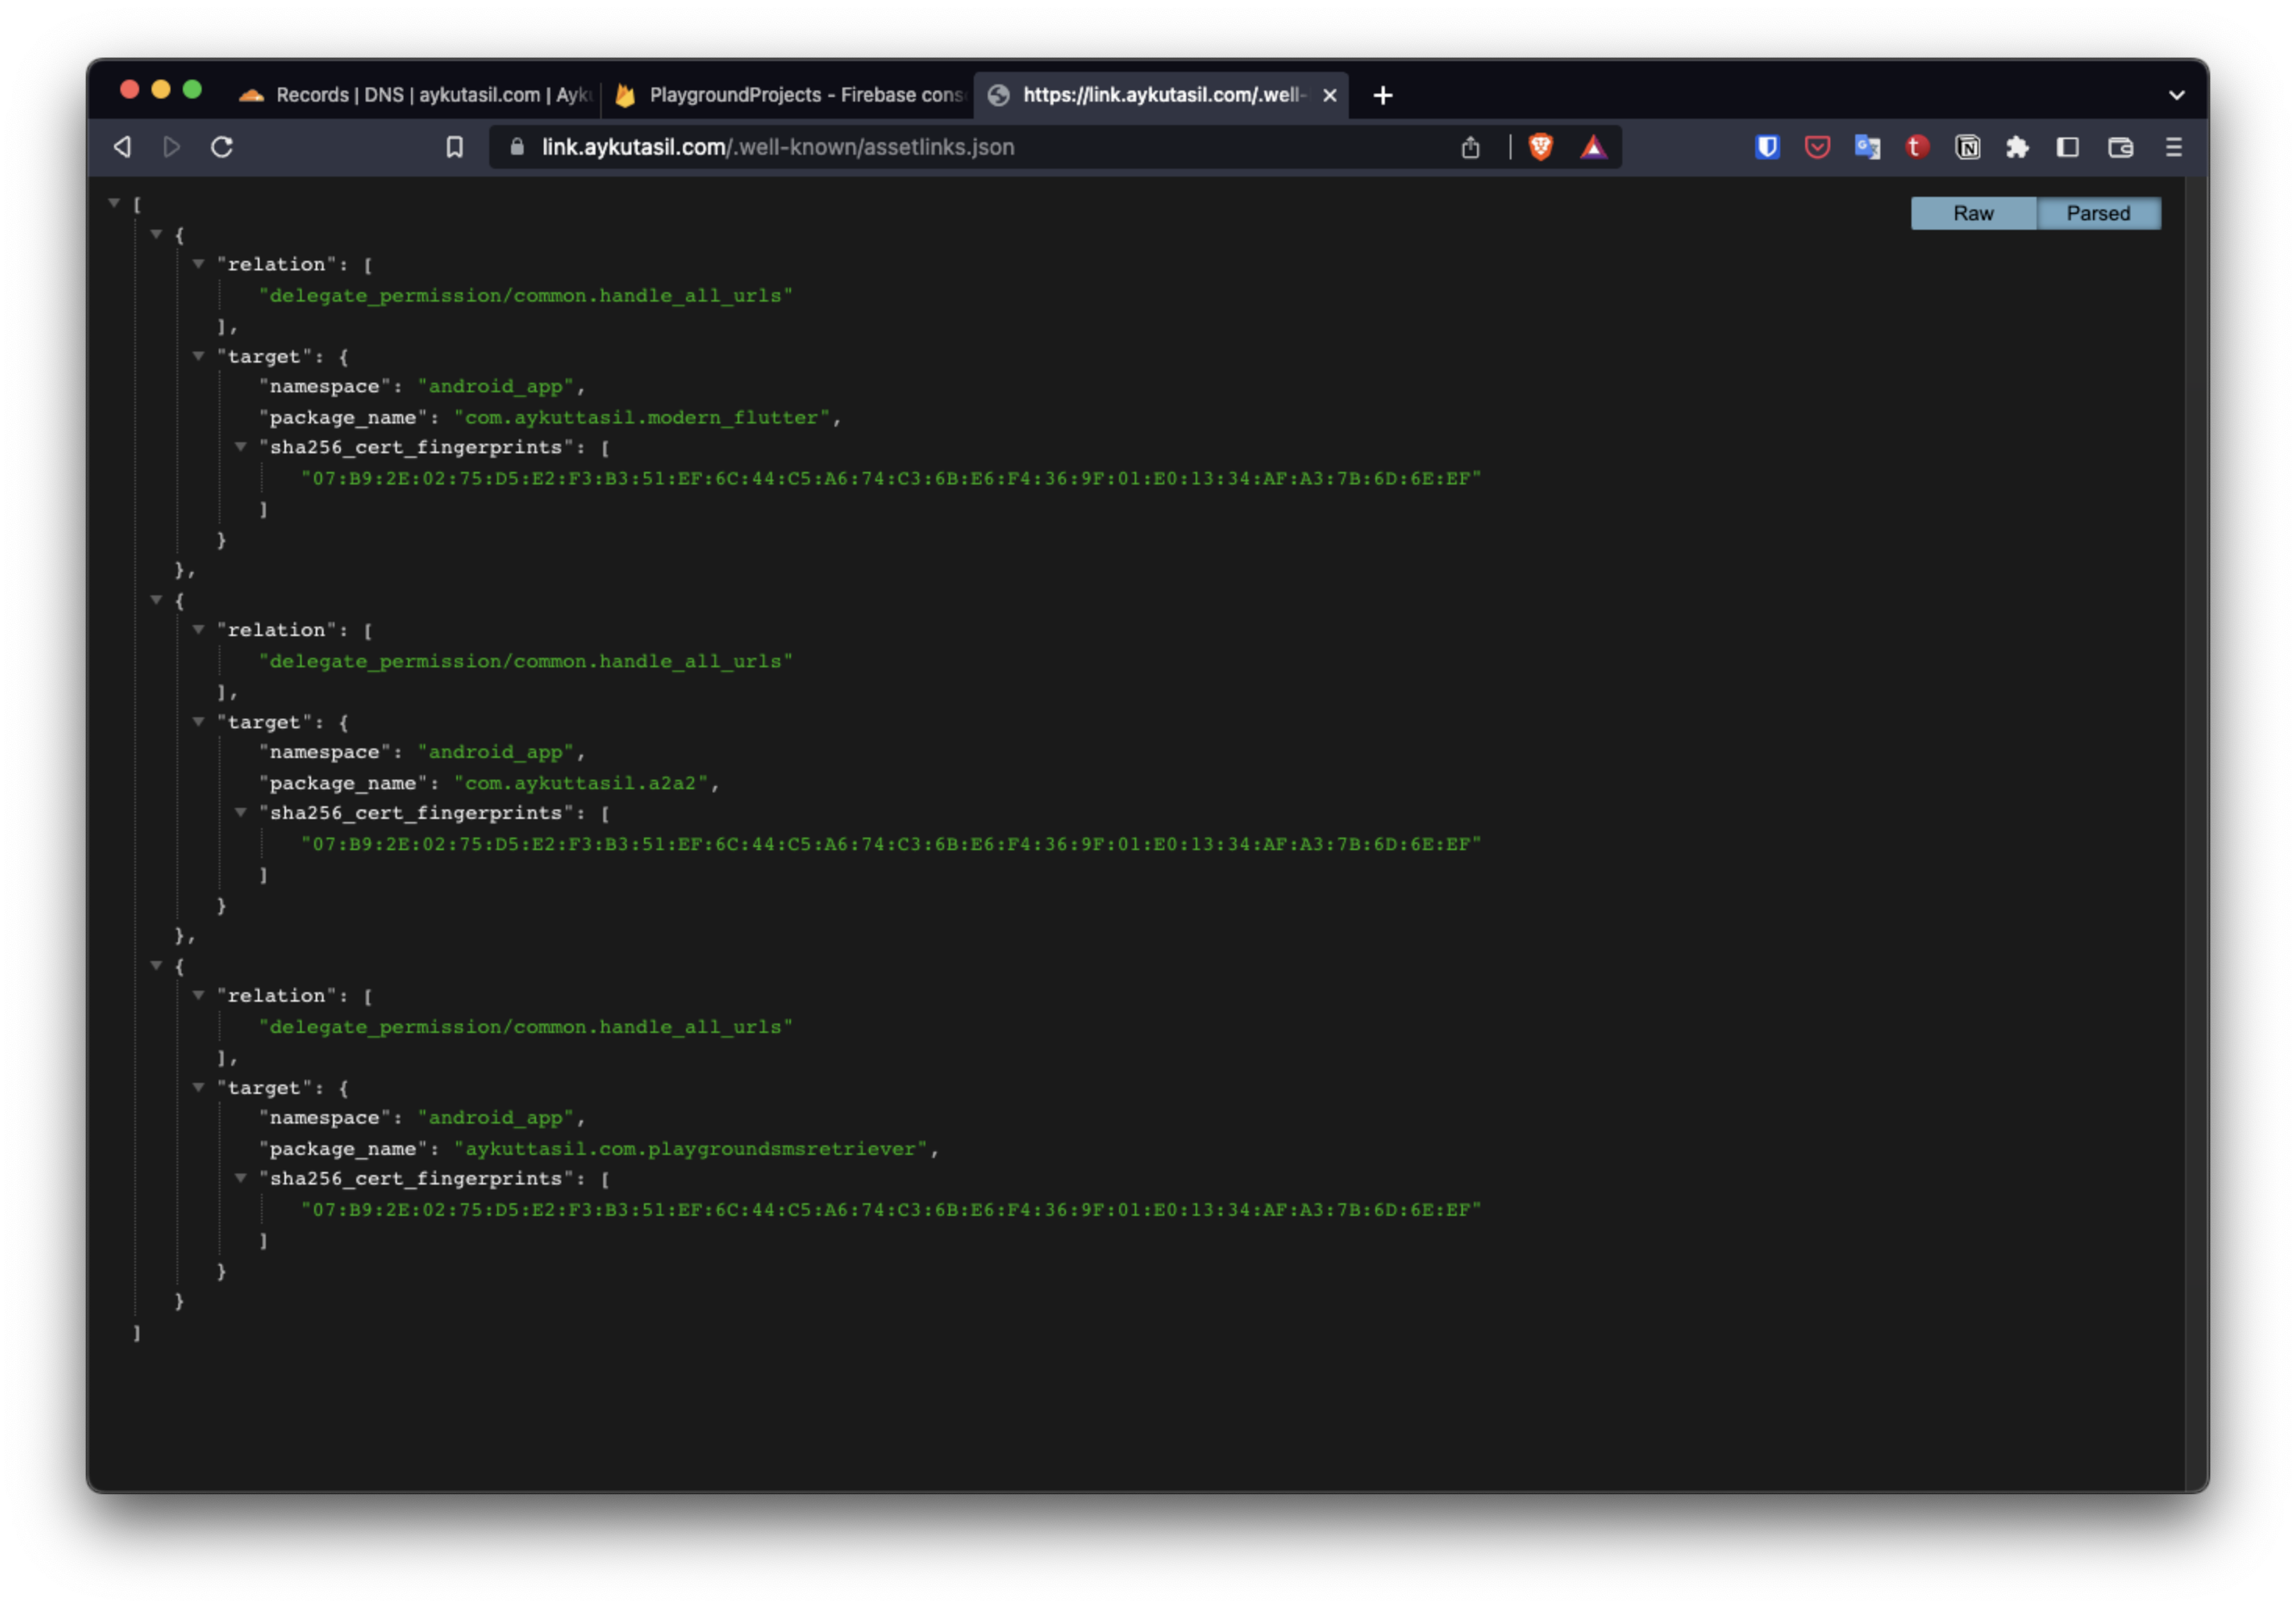 Records | DNS | aykutasil.com | Ayku
PlaygroundProjects - Firebase cons
https://link.aykutasil.com/.well-
link.aykutasil.com/.well-known/assetlinks.json
Raw
Parsed
[
{
"relation": [
"delegate_permission/common.handle_all_urls"
],
"target": {
"namespace": "android_app",
"package_name": "com.aykuttasil.modern_flutter",
"sha256_cert_fingerprints": [
"07:B9:2E:02:75:D5:E2:F3:B3:51:EF:6C:44:C5:A6:74:C3:6B:E6:F4:36:9F:01:E0:13:34:AF:A3:7B:6D:6E:EF"
]
}
},
{
"relation": [
"delegate_permission/common.handle_all_urls"
],
"target": {
"namespace": "android_app",
"package_name": "com.aykuttasil.a2a2",
"sha256_cert_fingerprints": [
"07:B9:2E:02:75:D5:E2:F3:B3:51:EF:6C:44:C5:A6:74:C3:6B:E6:F4:36:9F:01:E0:13:34:AF:A3:7B:6D:6E:EF"
]
}
},
{
"relation": [
"delegate_permission/common.handle_all_urls"
],
"target": {
"namespace": "android_app",
"package_name": "aykuttasil.com.playgroundsmsretriever",
"sha256_cert_fingerprints": [
"07:B9:2E:02:75:D5:E2:F3:B3:51:EF:6C:44:C5:A6:74:C3:6B:E6:F4:36:9F:01:E0:13:34:AF:A3:7B:6D:6E:EF"
]
}
}
]